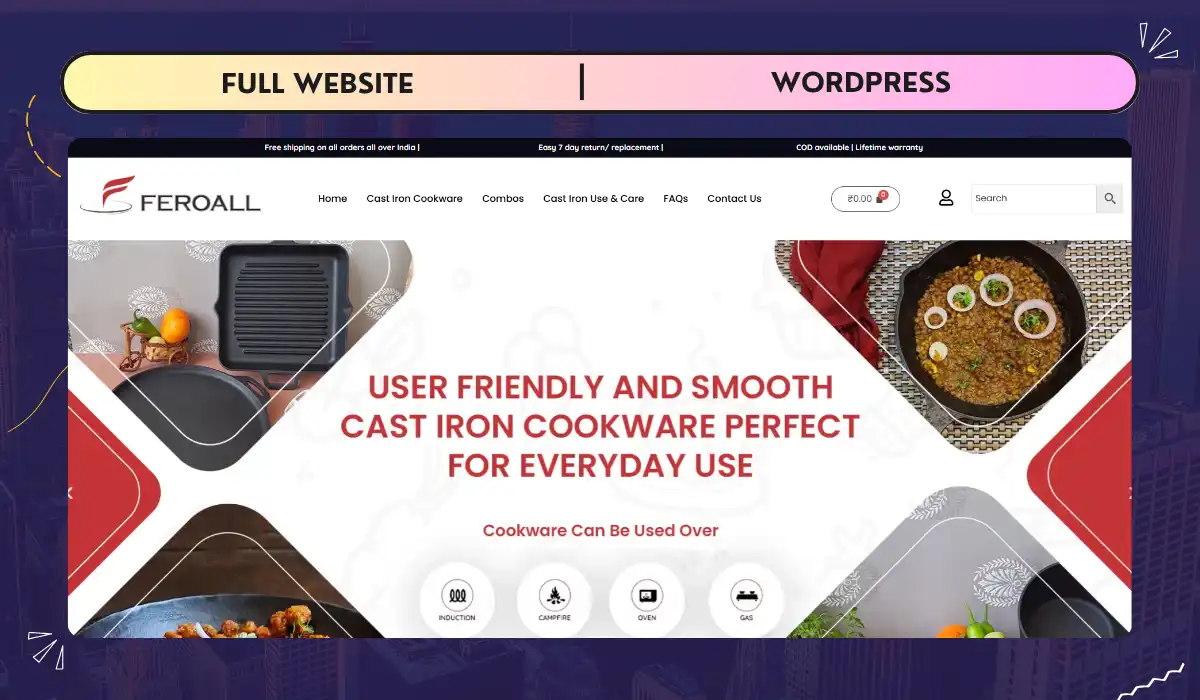 FULL WEBSITE | WORDPRESS
Free shipping on all orders all over India | Easy 7 day return/ replacement | COD available | Lifetime warranty
FEROALL Home Cast Iron Cookware Combos Cast Iron Use & Care FAQs Contact Us ₹0.00 0 Search
USER FRIENDLY AND SMOOTH
CAST IRON COOKWARE PERFECT
FOR EVERYDAY USE
Cookware Can Be Used Over
INDUCTION CAMPFIRE OVEN GAS